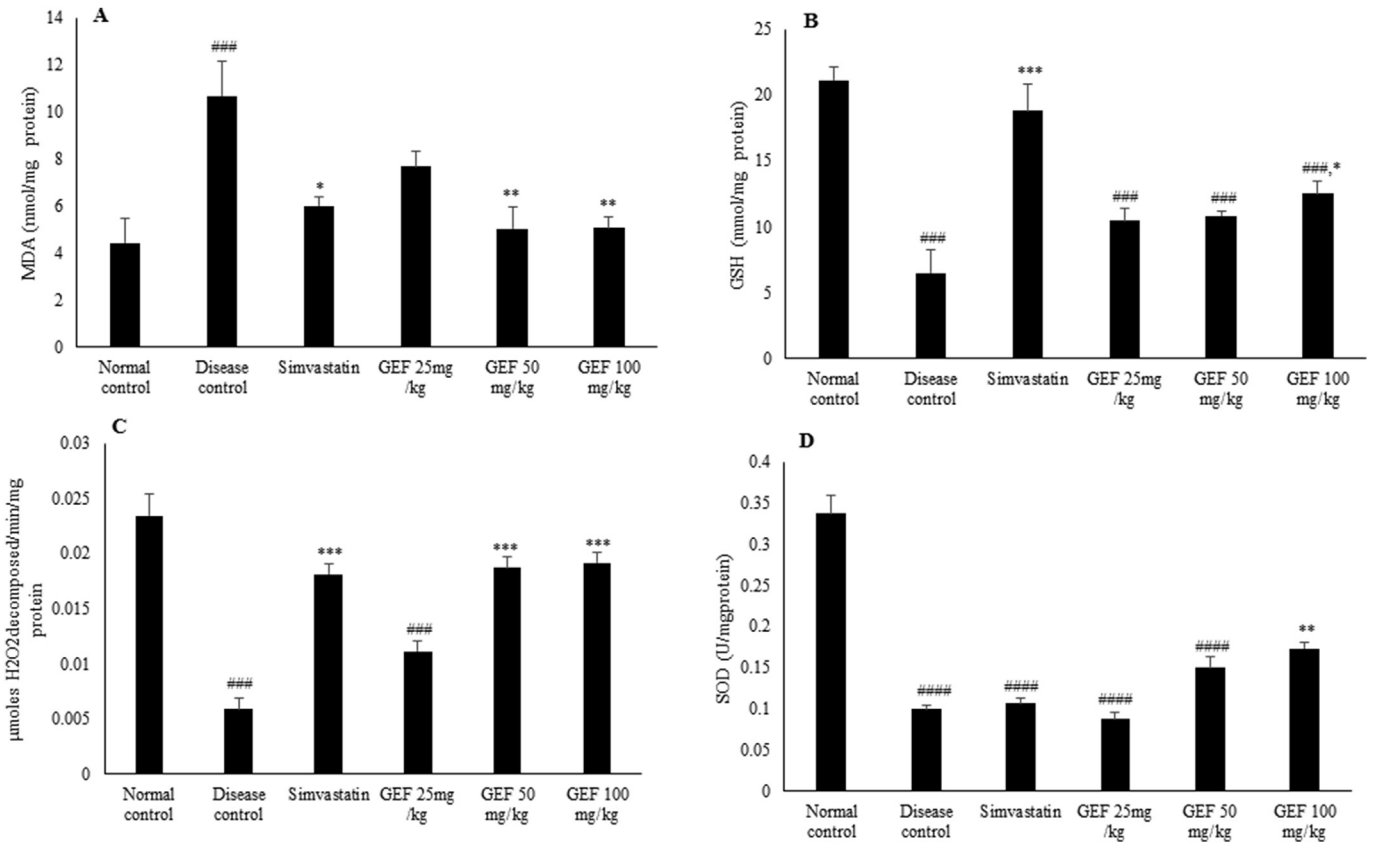 A
MDA (nmol/mg protein)
14
12
10
8
6
4
2
0
###
*
**
**
Normal
control
Disease
control
Simvastatin
GEF 25mg
/kg
GEF 50
mg/kg
GEF 100
mg/kg
B
GSH (nmol/mg protein)
25
20
15
10
5
0
###
***
###
###
###,*
Normal
control
Disease
control
Simvastatin
GEF 25mg
/kg
GEF 50
mg/kg
GEF 100
mg/kg
C
μmoles H2O2decomposed/min/mg
protein
0.03
0.025
0.02
0.015
0.01
0.005
0
###
***
###
***
***
Normal
control
Disease
control
Simvastatin
GEF 25mg
/kg
GEF 50
mg/kg
GEF 100
mg/kg
D
SOD (U/mgprotein)
0.4
0.35
0.3
0.25
0.2
0.15
0.1
0.05
0
####
####
####
####
**
Normal
control
Disease
control
Simvastatin
GEF 25mg
/kg
GEF 50
mg/kg
GEF 100
mg/kg